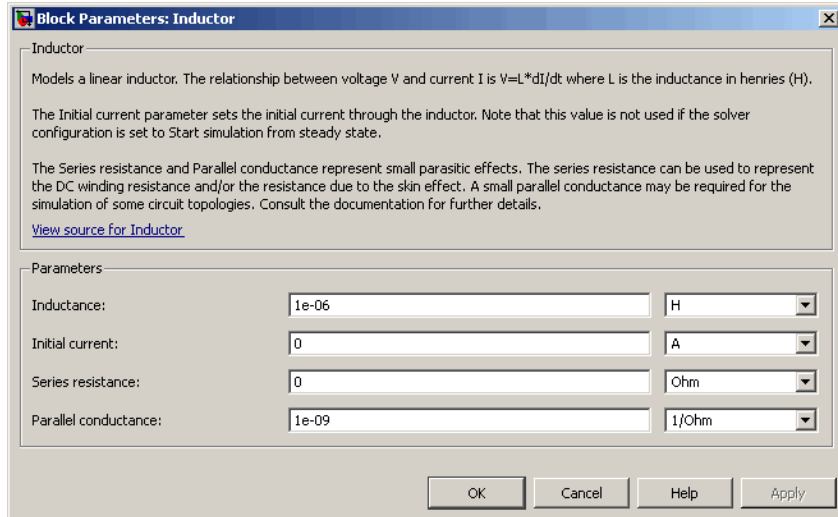 Block Parameters: Inductor
Inductor
Models a linear inductor. The relationship between voltage V and current I is V=L*dI/dt where L is the inductance in henries (H).
The Initial current parameter sets the initial current through the inductor. Note that this value is not used if the solver
configuration is set to Start simulation from steady state.
The Series resistance and Parallel conductance represent small parasitic effects. The series resistance can be used to represent
the DC winding resistance and/or the resistance due to the skin effect. A small parallel conductance may be required for the
simulation of some circuit topologies. Consult the documentation for further details.
View source for Inductor
Parameters
Inductance: 1e-06 H
Initial current: 0 A
Series resistance: 0 Ohm
Parallel conductance: 1e-09 1/Ohm
OK Cancel Help Apply